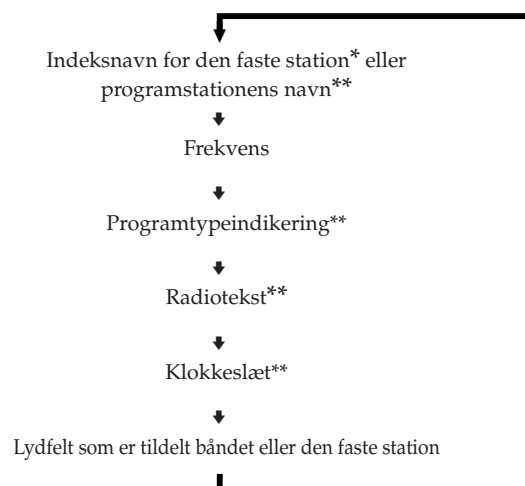 Indeksnavn for den faste station* eller
programstationens navn**
Frekvens
Programtypeindikering**
Radiotekst**
Klokkeslæt**
Lydfelt som er tildelt båndet eller den faste station